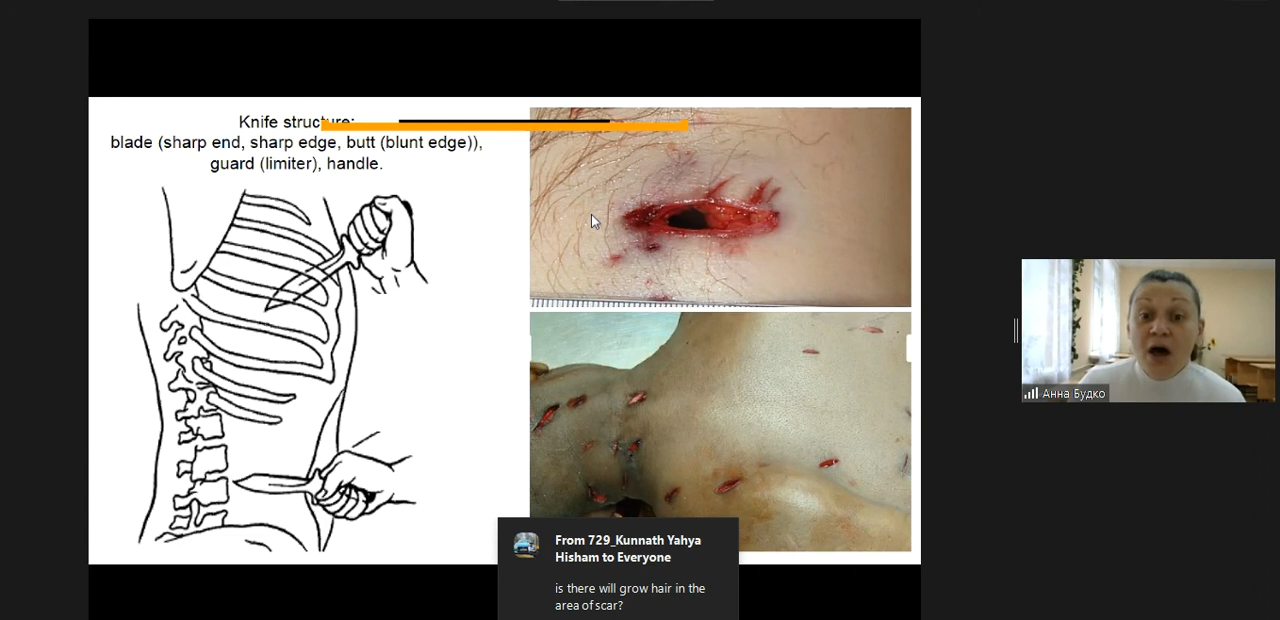 Knife structure:
blade (sharp end, sharp edge, butt (blunt edge)),
guard (limiter), handle.
Анна Будко
From 729_Kunnath Yahya
Hisham to Everyone
is there will grow hair in the
area of scar?